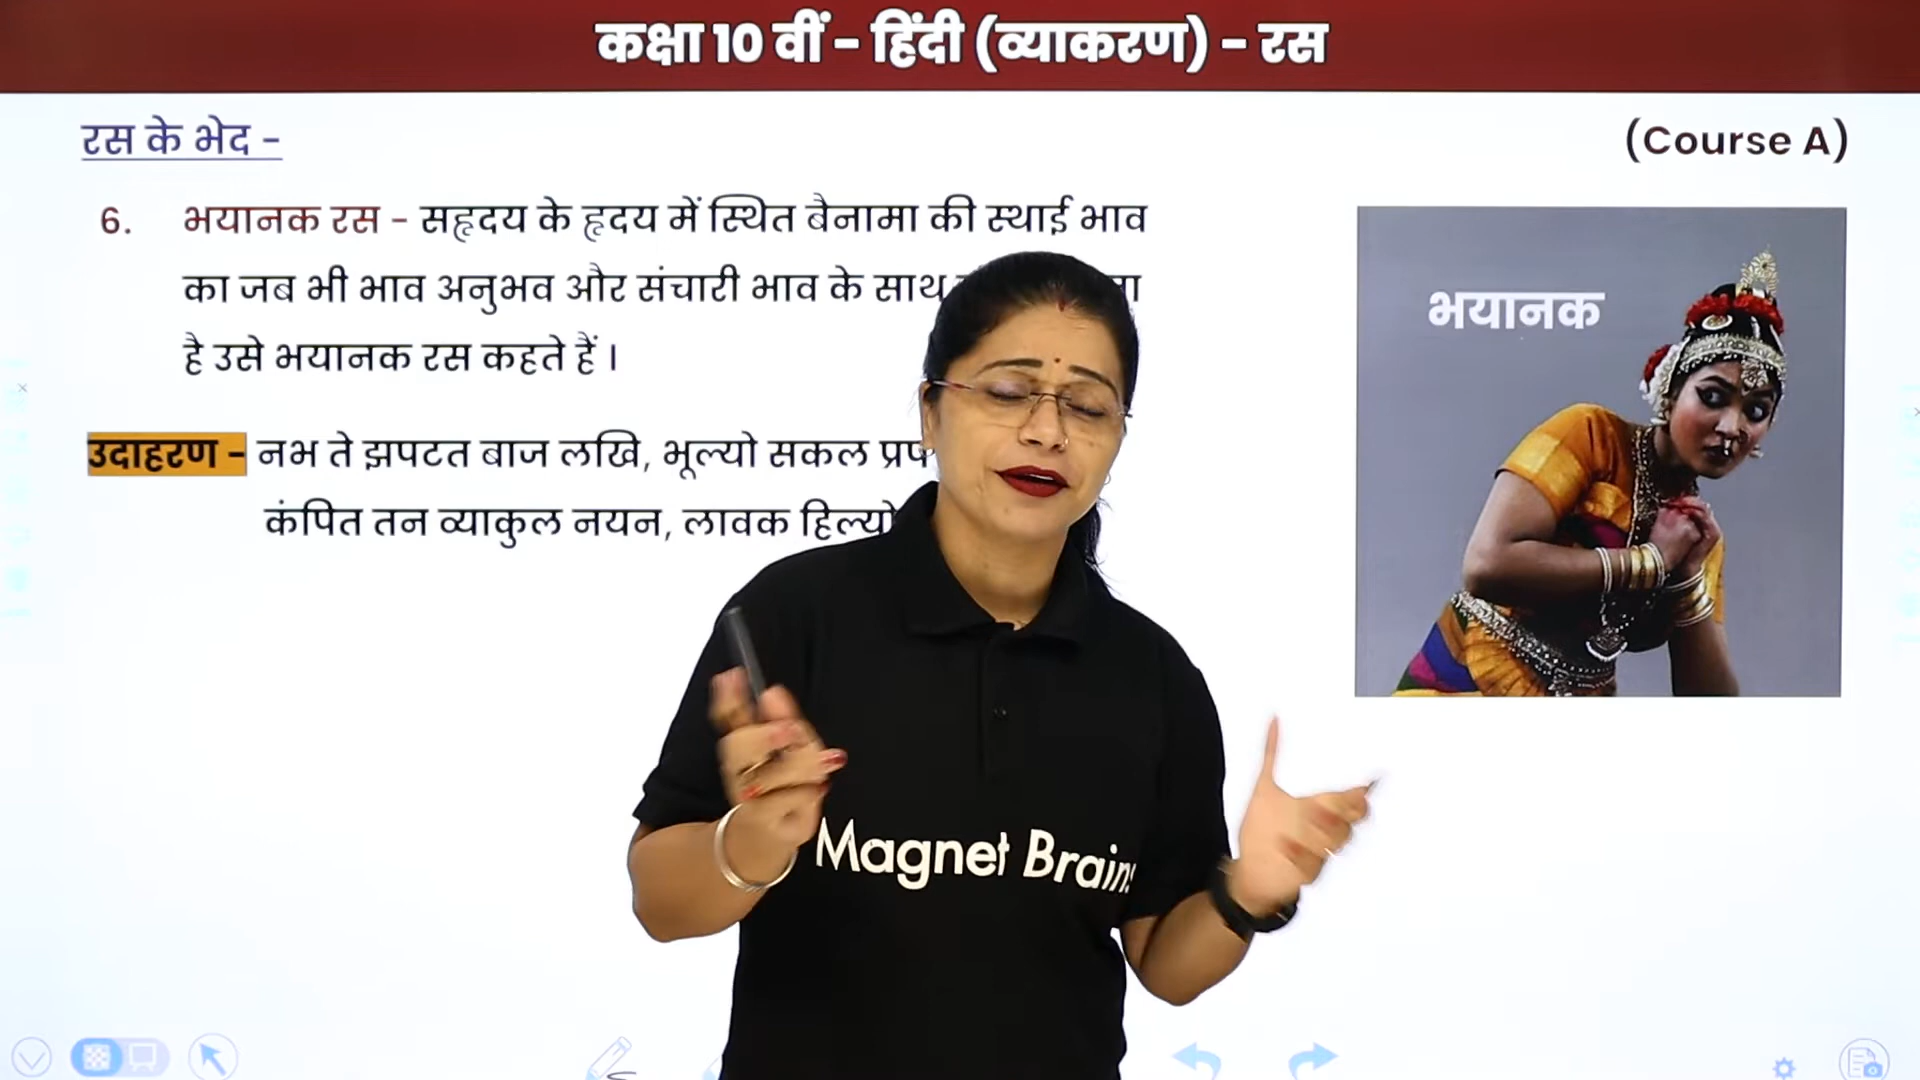 कक्षा 10 वीं - हिंदी (व्याकरण) - रस
रस के भेद -
(Course A)
6. भयानक रस - सहृदय के हृदय में स्थित बैनामा की स्थाई भाव
का जब भी भाव अनुभव और संचारी भाव के साथ
है उसे भयानक रस कहते हैं ।
भयानक
उदाहरण - नभ ते झपटत बाज लखि, भूल्यो सकल
कंपित तन व्याकुल नयन, लावक हिल्यो
Magnet Brains